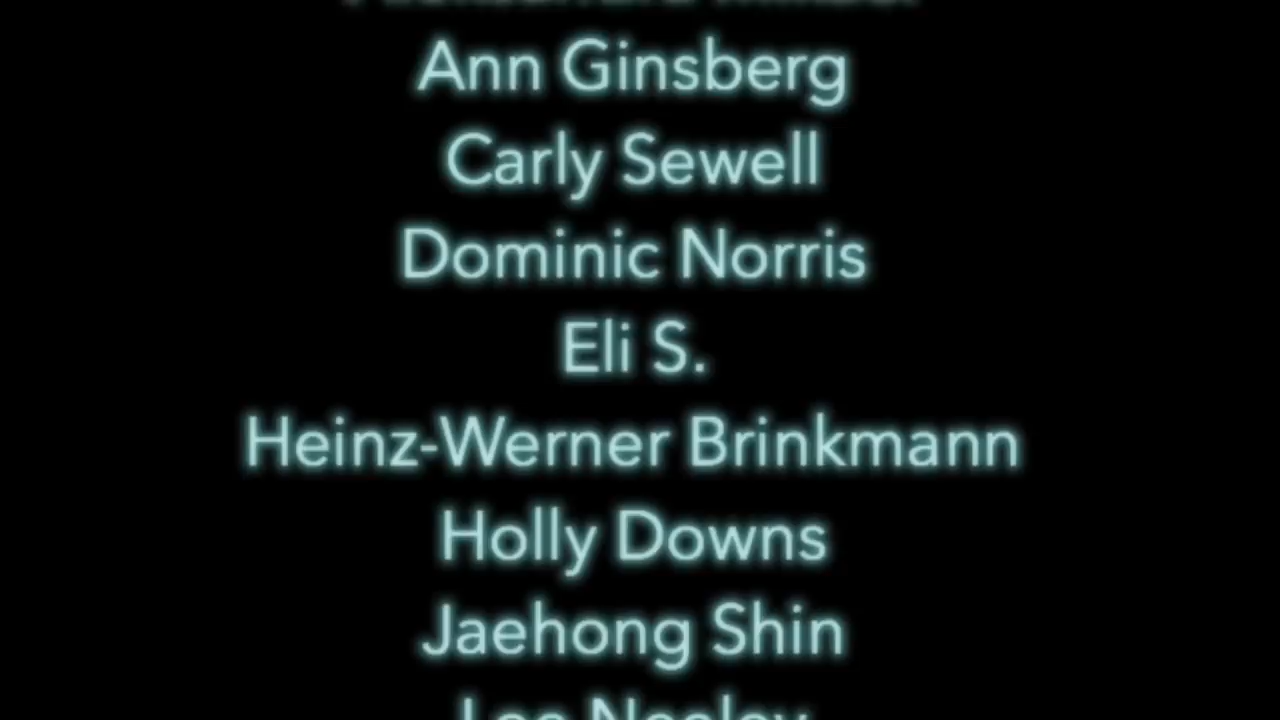 Ann Ginsberg
Carly Sewell
Dominic Norris
Eli S.
Heinz-Werner Brinkmann
Holly Downs
Jaehong Shin